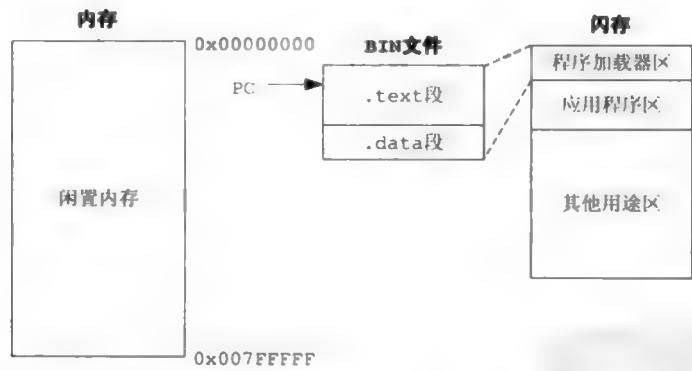 内存
0x00000000
闲置内存
0x007FFFFF
BIN文件
PC
.text段
.data段
闪存
程序加载器区
应用程序区
其他用途区